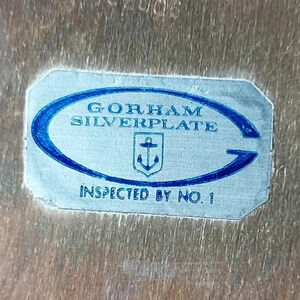 GORHAM
SILVERPLATE
INSPECTED BY NO. 1